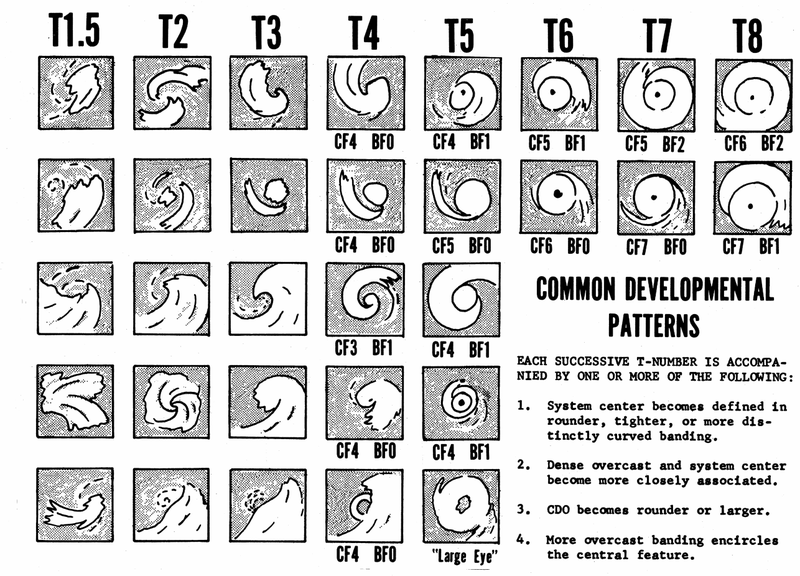 T1.5 T2 T3 T4 T5 T6 T7 T8
CF4 BF0 CF4 BF1 CF5 BF1 CF5 BF2 CF6 BF2
CF4 BF0 CF5 BF0 CF6 BF0 CF7 BF0 CF7 BF1
CF3 BF1 CF4 BF1
CF4 BF0 CF4 BF1
CF4 BF0 "Large Eye"
COMMON DEVELOPMENTAL
PATTERNS
EACH SUCCESSIVE T-NUMBER IS ACCOMPA-
NIED BY ONE OR MORE OF THE FOLLOWING:
1. System center becomes defined in
rounder, tighter, or more dis-
tinctly curved banding.
2. Dense overcast and system center
become more closely associated.
3. CDO becomes rounder or larger.
4. More overcast banding encircles
the central feature.